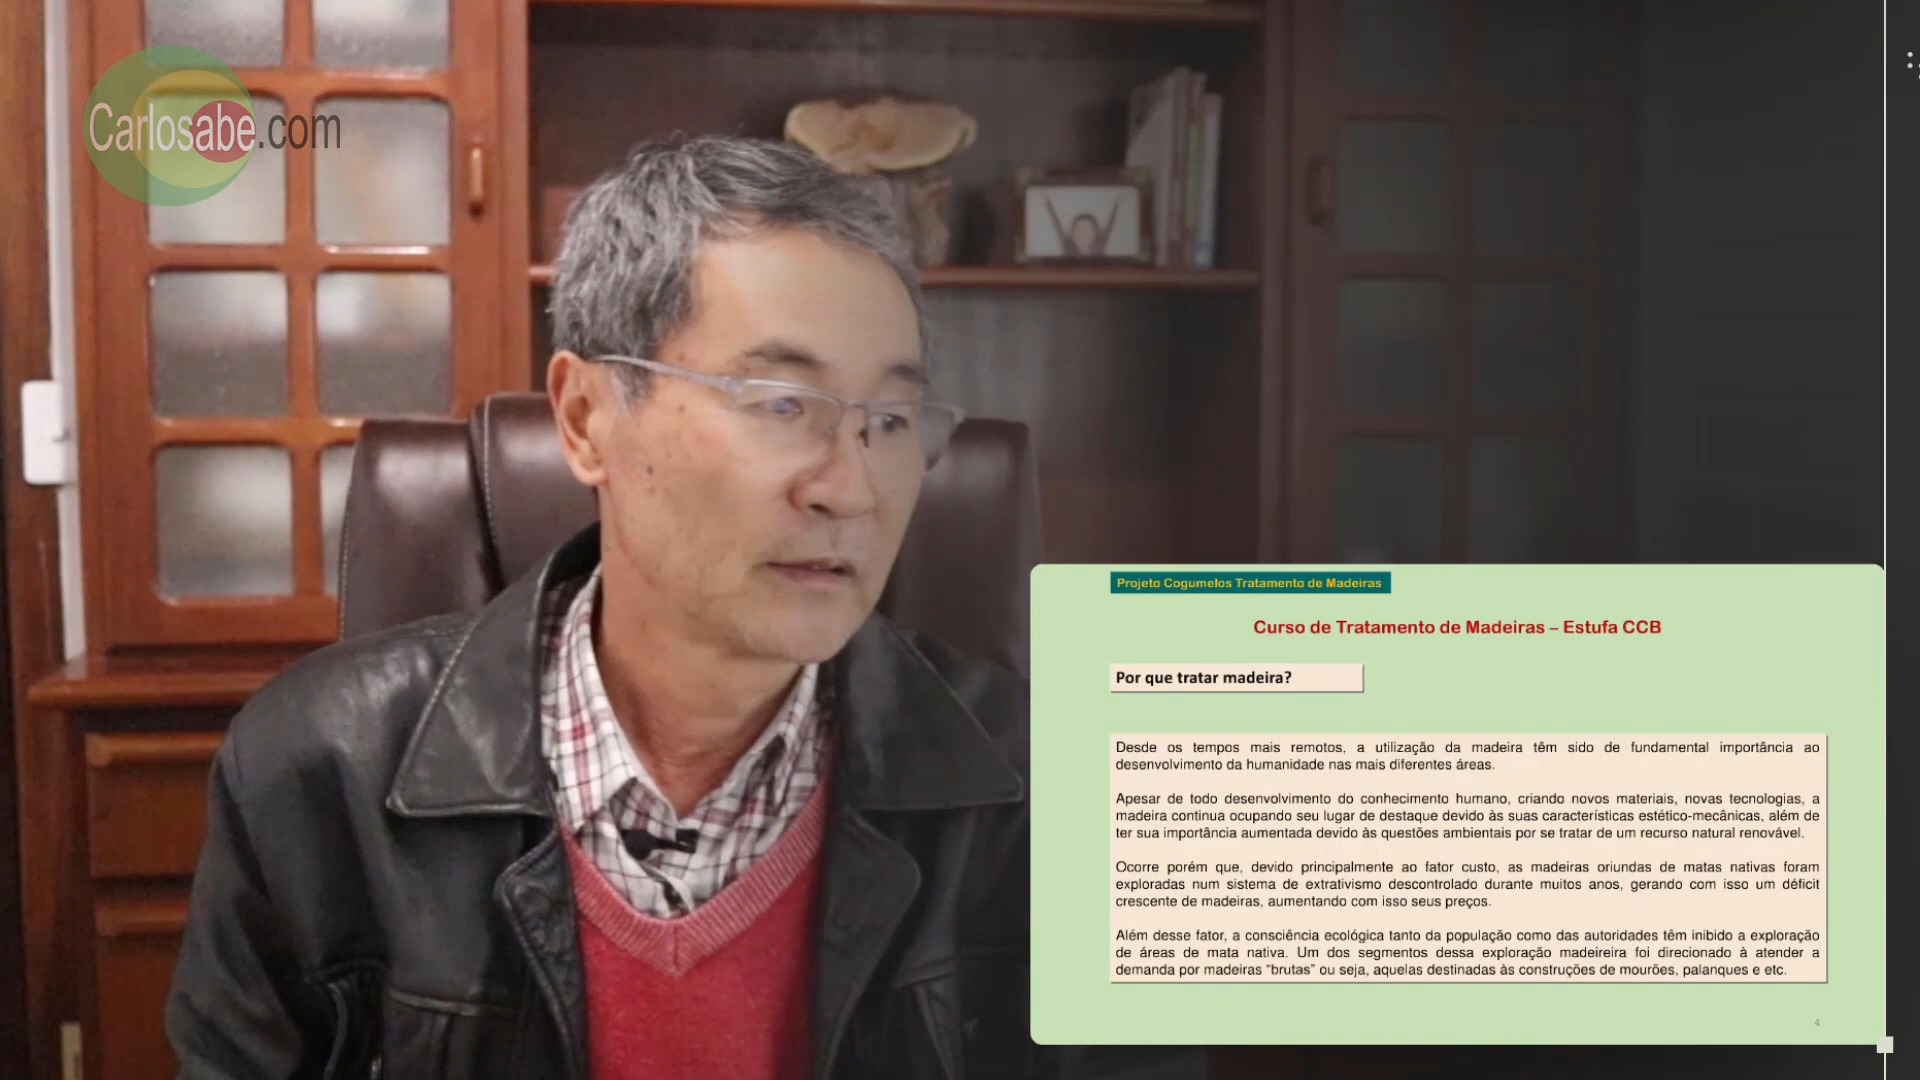 Carlosabe.com
Projeto Cogumelos Tratamento de Madeiras
Curso de Tratamento de Madeiras – Estufa CCB
Por que tratar madeira?
Desde os tempos mais remotos, a utilização da madeira têm sido de fundamental importância ao
desenvolvimento da humanidade nas mais diferentes áreas.
Apesar de todo desenvolvimento do conhecimento humano, criando novos materiais, novas tecnologias, a
madeira continua ocupando seu lugar de destaque devido às suas características estético-mecânicas, além de
ter sua importância aumentada devido às questões ambientais por se tratar de um recurso natural renovável.
Ocorre porém que, devido principalmente ao fator custo, as madeiras oriundas de matas nativas foram
exploradas num sistema de extrativismo descontrolado durante muitos anos, gerando com isso um déficit
crescente de madeiras, aumentando com isso seus preços.
Além desse fator, a consciência ecológica tanto da população como das autoridades têm inibido a exploração
de áreas de mata nativa. Um dos segmentos dessa exploração madeireira foi direcionado à atender a
demanda por madeiras “brutas” ou seja, aquelas destinadas às construções de mourões, palanques e etc.
4